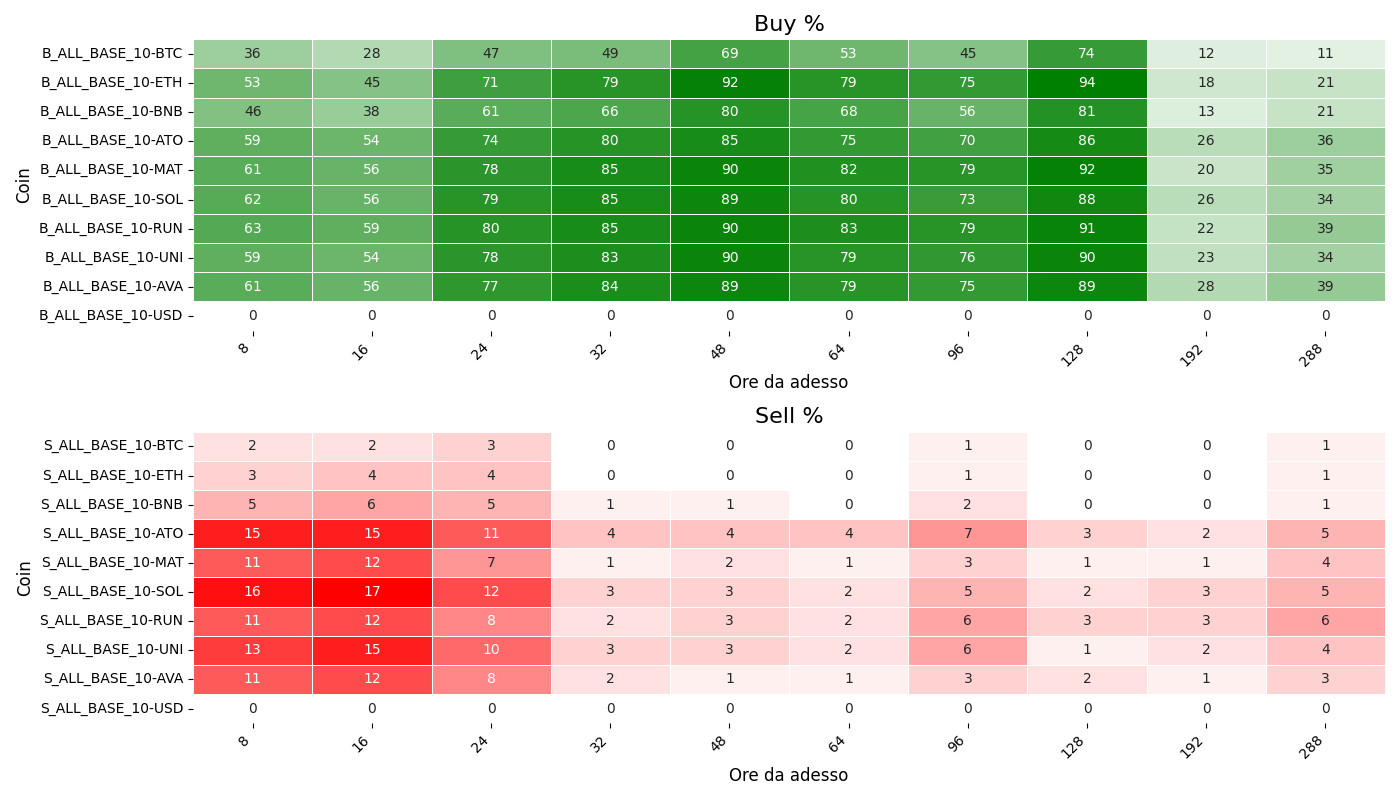 Buy %
Coin
B_ALL_BASE_10-BTC 36 28 47 49 69 53 45 74 12 11
B_ALL_BASE_10-ETH 53 45 71 79 92 79 75 94 18 21
B_ALL_BASE_10-BNB 46 38 61 66 80 68 56 81 13 21
B_ALL_BASE_10-ATO 59 54 74 80 85 75 70 86 26 36
B_ALL_BASE_10-MAT 61 56 78 85 90 82 79 92 20 35
B_ALL_BASE_10-SOL 62 56 79 85 89 80 73 88 26 34
B_ALL_BASE_10-RUN 63 59 80 85 90 83 79 91 22 39
B_ALL_BASE_10-UNI 59 54 78 83 90 79 76 90 23 34
B_ALL_BASE_10-AVA 61 56 77 84 89 79 75 89 28 39
B_ALL_BASE_10-USD 0 0 0 0 0 0 0 0 0 0
8 16 24 32 48 64 96 128 192 288
Ore da adesso
Sell %
Coin
S_ALL_BASE_10-BTC 2 2 3 0 0 0 1 0 0 1
S_ALL_BASE_10-ETH 3 4 4 0 0 0 1 0 0 1
S_ALL_BASE_10-BNB 5 6 5 1 1 0 2 0 0 1
S_ALL_BASE_10-ATO 15 15 11 4 4 4 7 3 2 5
S_ALL_BASE_10-MAT 11 12 7 1 2 1 3 1 1 4
S_ALL_BASE_10-SOL 16 17 12 3 3 2 5 2 3 5
S_ALL_BASE_10-RUN 11 12 8 2 3 2 6 3 3 6
S_ALL_BASE_10-UNI 13 15 10 3 3 2 6 1 2 4
S_ALL_BASE_10-AVA 11 12 8 2 1 1 3 2 1 3
S_ALL_BASE_10-USD 0 0 0 0 0 0 0 0 0 0
8 16 24 32 48 64 96 128 192 288
Ore da adesso